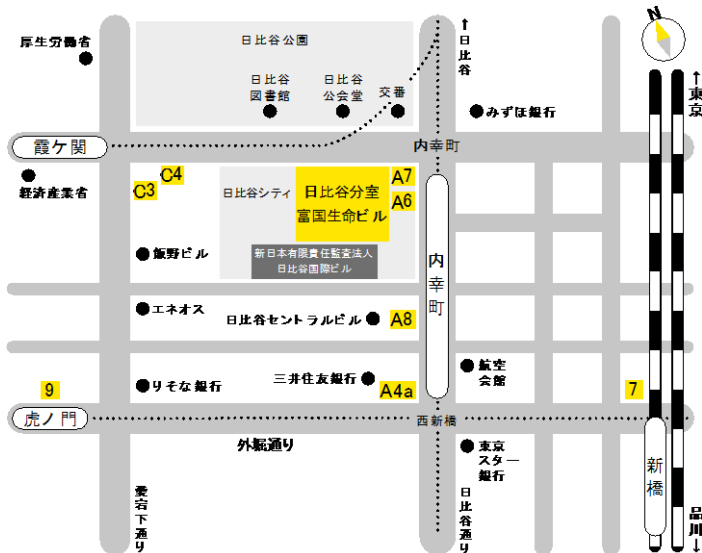 N
厚生労働省
日比谷公園
↑日比谷
日比谷
図書館
日比谷
公会堂
交番
みずほ銀行
↑東京
霞ケ関
内幸町
経済産業省
C4
C3
日比谷シティ
日比谷分室
富国生命ビル
A7
A6
新日本有限責任監査法人
日比谷国際ビル
飯野ビル
内幸町
エネオス
日比谷セントラルビル
A8
航空
会館
9
りそな銀行
三井住友銀行
A4a
7
虎ノ門
西新橋
外堀通り
東京
スター
銀行
新橋
愛宕下通り
日比谷通り
品川↓